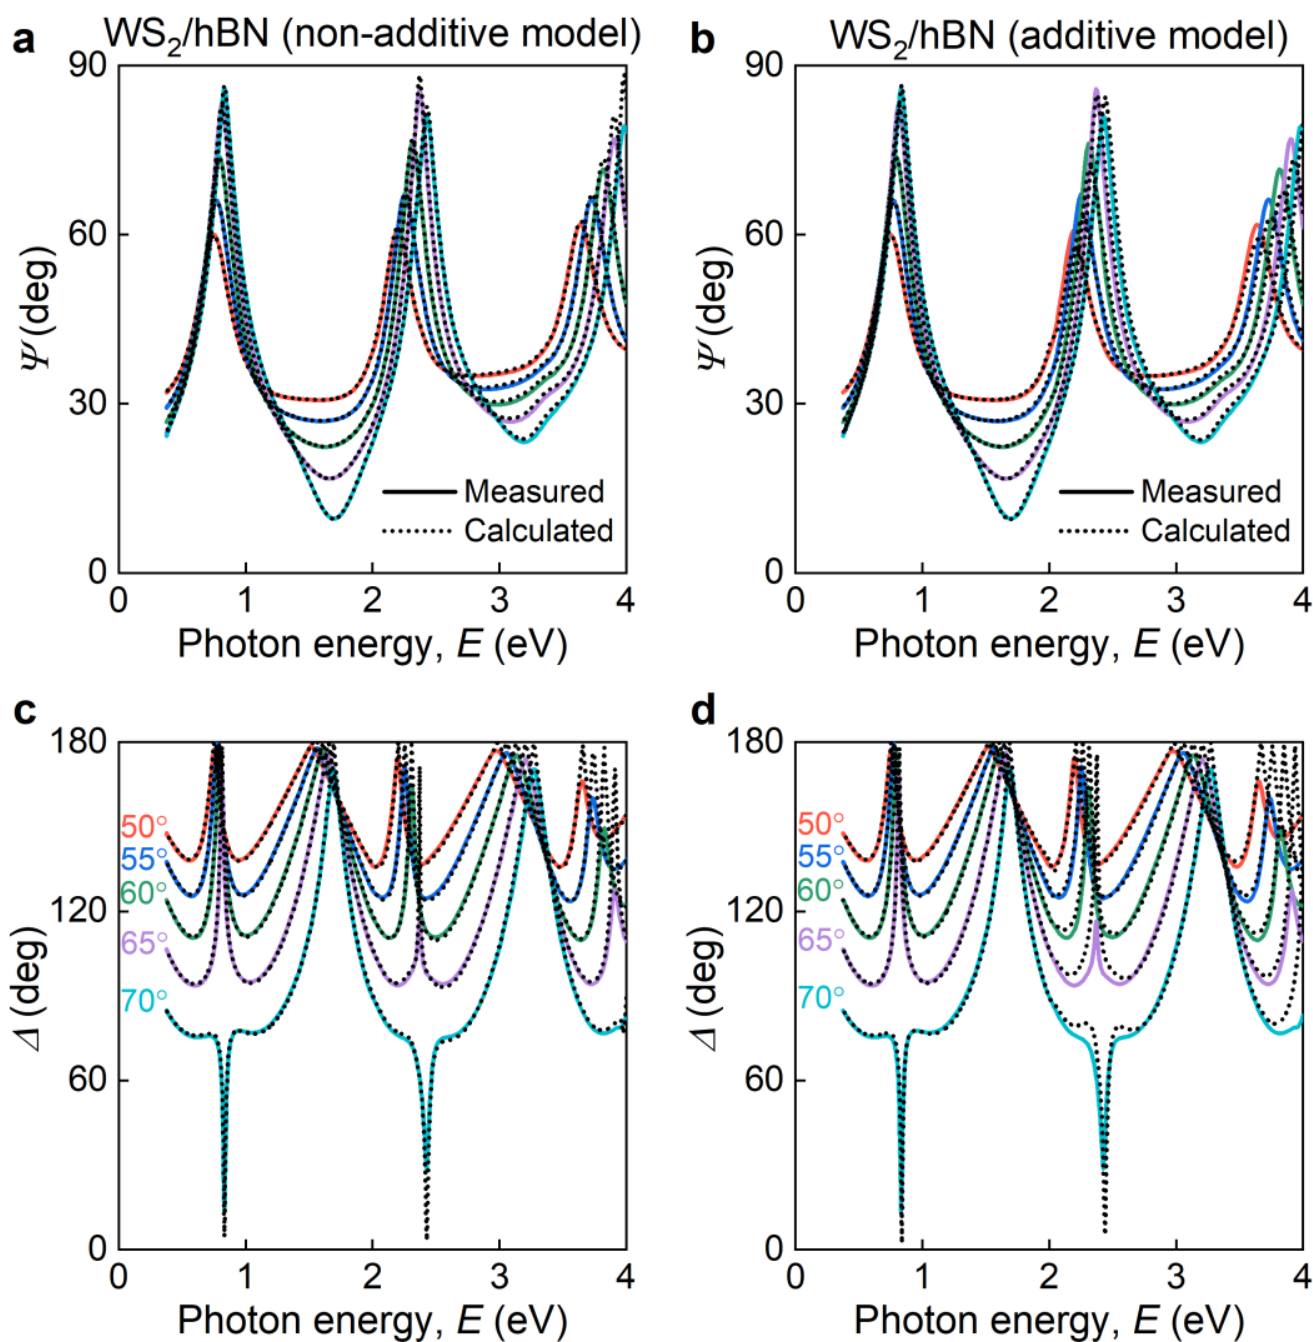 a WS₂/hBN (non-additive model)
90
60
30
0
Ψ (deg)
Measured
Calculated
0 1 2 3 4
Photon energy, E (eV)
b WS₂/hBN (additive model)
90
60
30
0
Ψ (deg)
Measured
Calculated
0 1 2 3 4
Photon energy, E (eV)
c
180
120
60
0
Δ (deg)
50°
55°
60°
65°
70°
0 1 2 3 4
Photon energy, E (eV)
d
180
120
60
0
Δ (deg)
50°
55°
60°
65°
70°
0 1 2 3 4
Photon energy, E (eV)